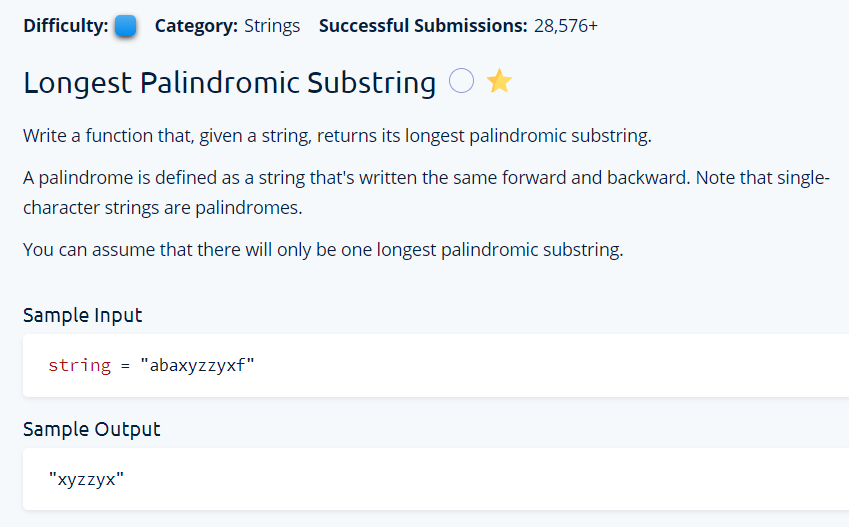 Difficulty: Category: Strings Successful Submissions: 28,576+
Longest Palindromic Substring
Write a function that, given a string, returns its longest palindromic substring.
A palindrome is defined as a string that's written the same forward and backward. Note that single-
character strings are palindromes.
You can assume that there will only be one longest palindromic substring.
Sample Input
string = "abaxyzzyxf"
Sample Output
"xyzzyx"